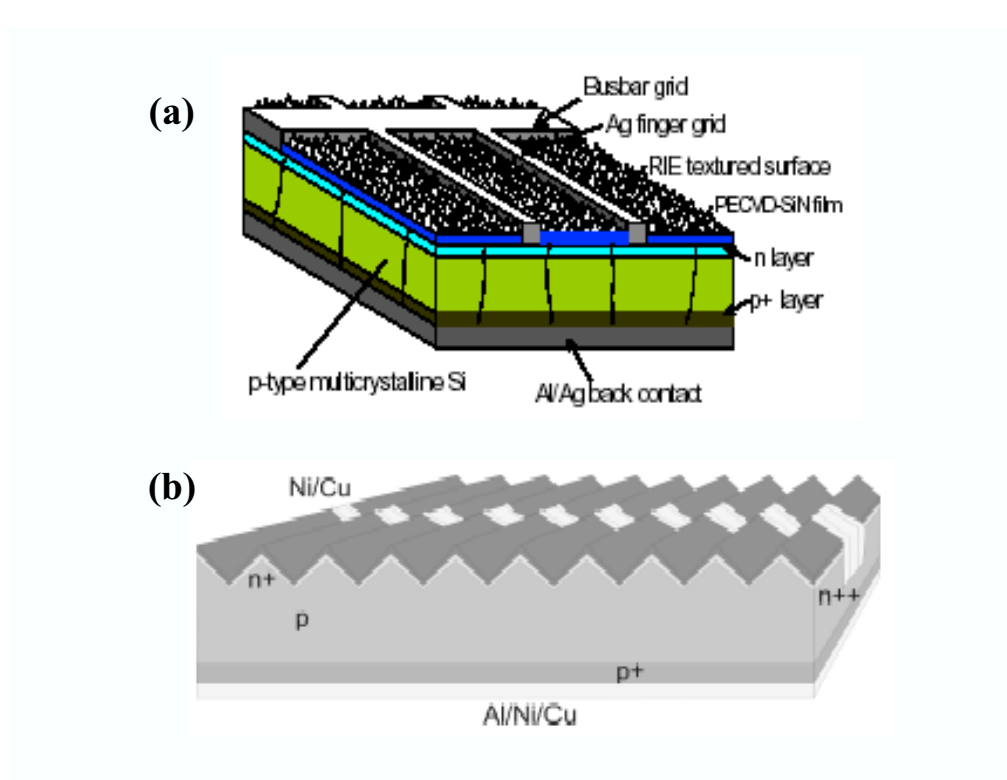 (a)
Busbar grid
Ag finger grid
RIE textured surface
PECVD-SiN film
n layer
p+ layer
p-type multicrystalline Si
Al/Ag back contact
(b)
Ni/Cu
n+
n++
p
p+
Al/Ni/Cu